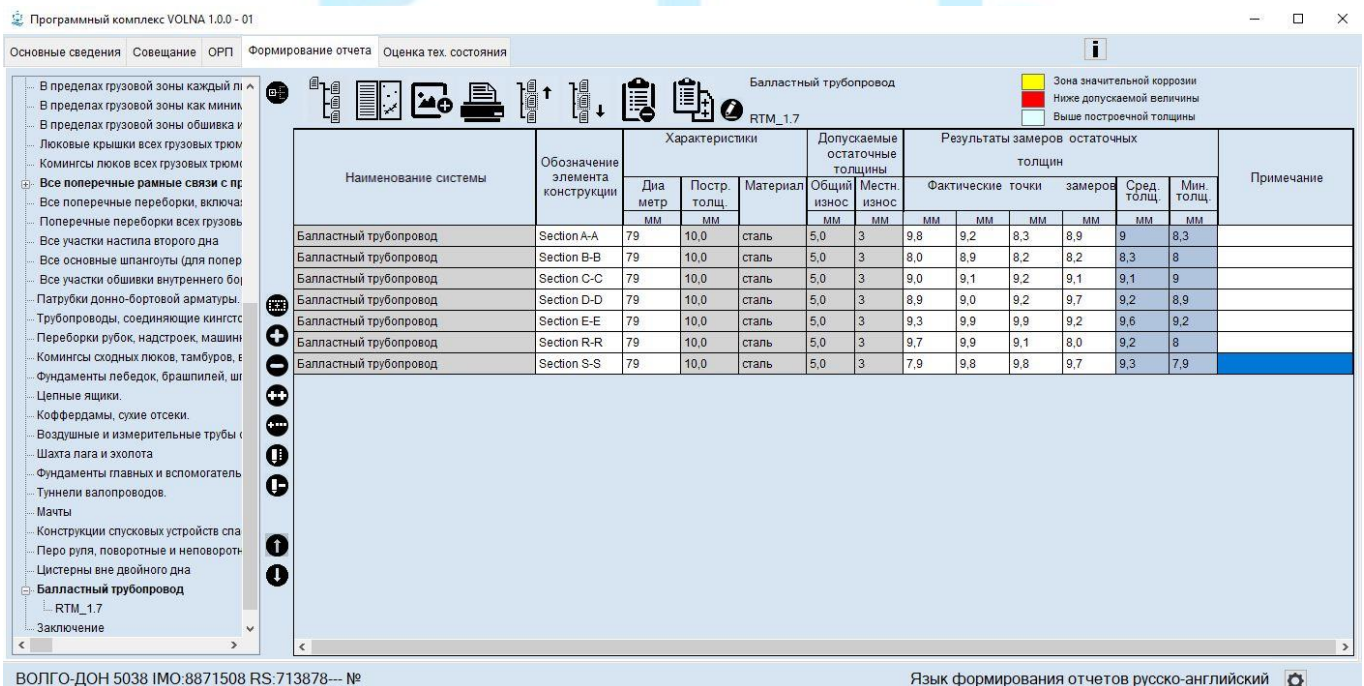 Программный комплекс VOLNA 1.0.0 - 01
Основные сведения Совещание ОРП Формирование отчета Оценка тех. состояния
В пределах грузовой зоны каждый
В пределах грузовой зоны как
В пределах грузовой зоны обшивка и
Люковые крышки всех грузовых
Комингсы люков всех грузовых
Все поперечные рамные связи с
Все поперечные переборки,
Поперечные переборки всех
Все участки настила второго дна
Все основные шпангоуты (для
Все участки обшивки внутреннего
Патрубки донно-бортовой арматуры.
Трубопроводы, соединяющие
Переборки рубок, надстроек,
Комингсы сходных люков, тамбуров,
Фундаменты лебедок, брашпилей,
Цепные ящики.
Коффердамы, сухие отсеки.
Воздушные и измерительные трубы
Шахта лага и эхолота
Фундаменты главных и
Туннели валопроводов.
Мачты
Конструкции спусковых устройств
Перо руля, поворотные и
Цистерны вне двойного дна
Балластный трубопровод
RTM_1.7
Заключение
Балластный трубопровод
RTM_1.7
Зона значительной коррозии
Ниже допускаемой величины
Выше построечной толщины
Наименование системы
Обозначение
элемента
конструкции
Характеристики
Диа
метр
мм
Постр.
толщ.
мм
Материал
Допускаемые
остаточные
толщины
Общий
износ
мм
Местн.
износ
мм
Результаты замеров остаточных
толщин
Фактические точки замеров
мм мм мм мм
Сред.
толщ.
мм
Мин.
толщ.
мм
Примечание
Балластный трубопровод Section A-A 79 10,0 сталь 5,0 3 9,8 9,2 8,3 8,9 9 8,3
Балластный трубопровод Section B-B 79 10,0 сталь 5,0 3 8,0 8,9 8,2 8,2 8,3 8
Балластный трубопровод Section C-C 79 10,0 сталь 5,0 3 9,0 9,1 9,2 9,1 9,1 9
Балластный трубопровод Section D-D 79 10,0 сталь 5,0 3 8,9 9,0 9,2 9,7 9,2 8,9
Балластный трубопровод Section E-E 79 10,0 сталь 5,0 3 9,3 9,9 9,9 9,2 9,6 9,2
Балластный трубопровод Section R-R 79 10,0 сталь 5,0 3 9,7 9,9 9,1 8,0 9,2 8
Балластный трубопровод Section S-S 79 10,0 сталь 5,0 3 7,9 9,8 9,8 9,7 9,3 7,9
ВОЛГО-ДОН 5038 IMO:8871508 RS:713878--- №
Язык формирования отчетов русско-английский